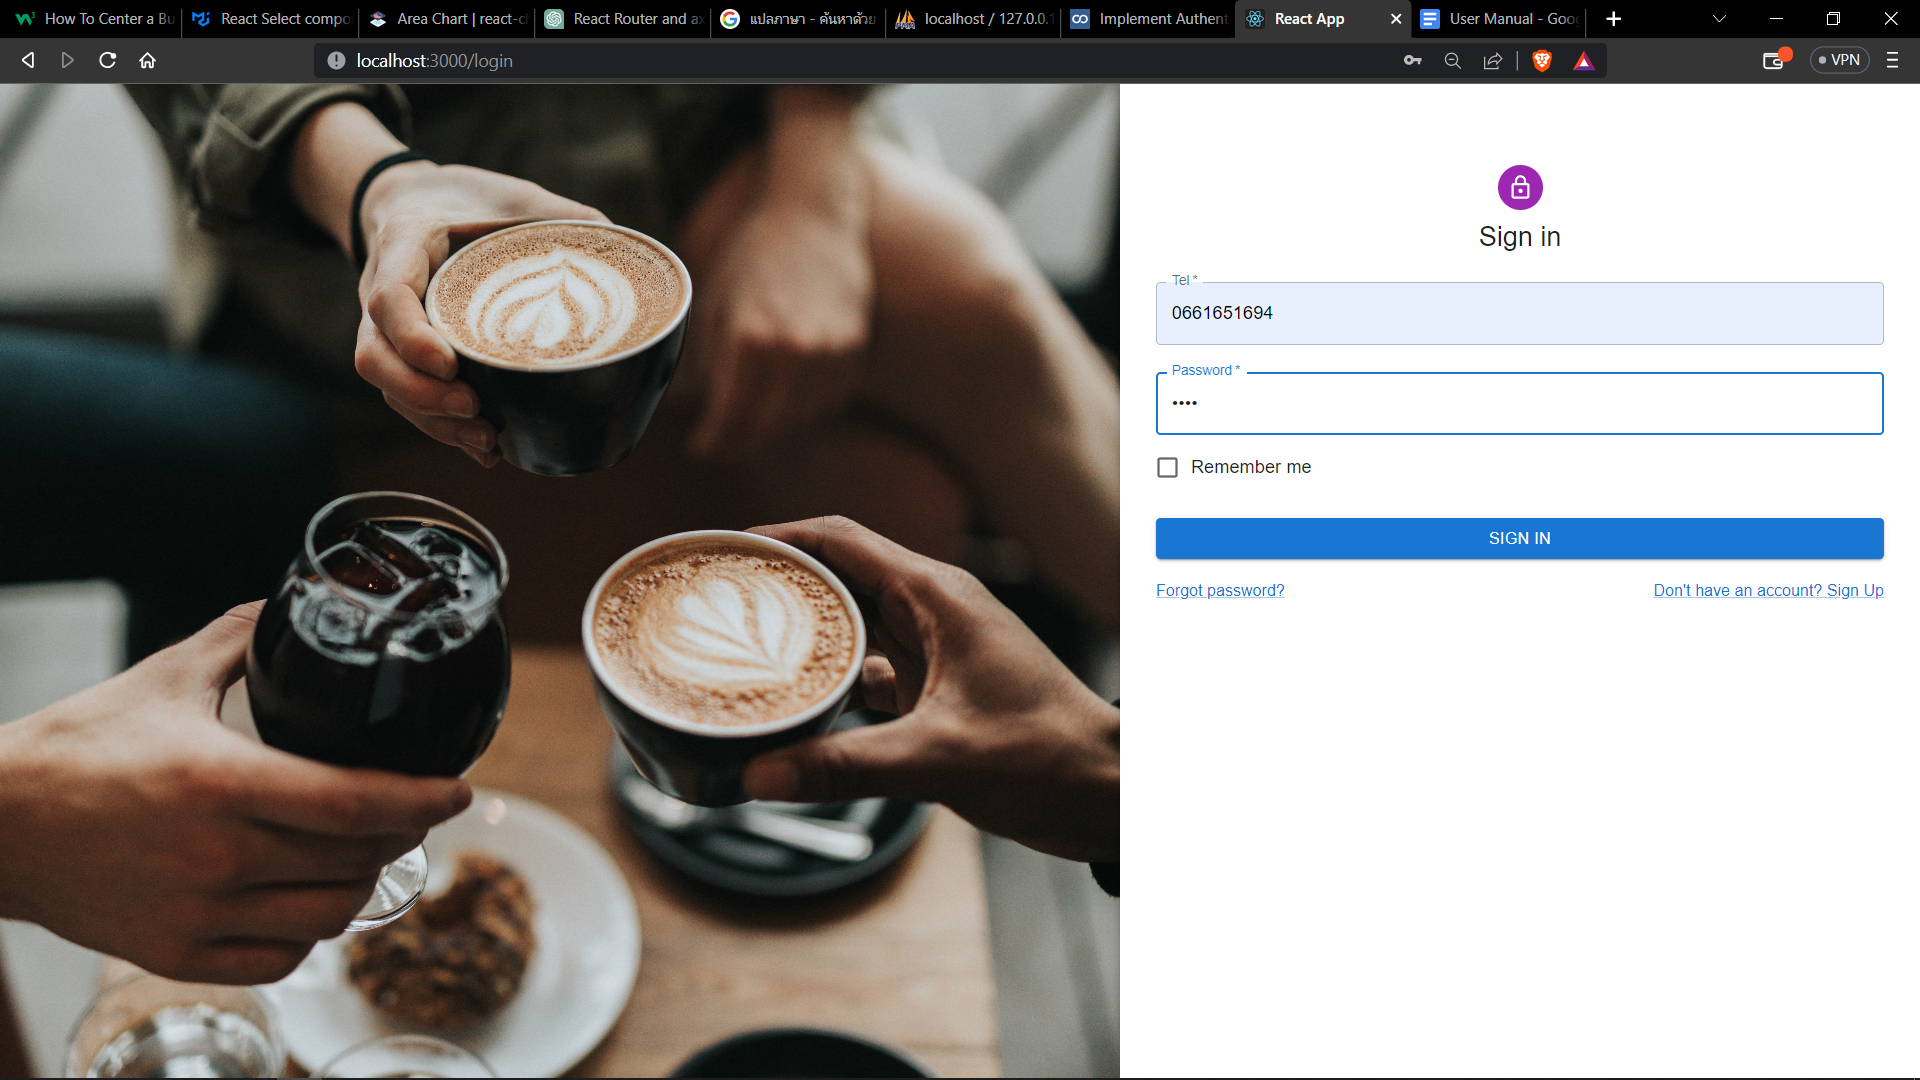 How To Center a Bu
React Select compo
Area Chart | react-cl
React Router and ax
แปลภาษา - ค้นหาด้วย
localhost / 127.0.0.1
Implement Authent
React App
User Manual - Goog
localhost:3000/login
VPN
Sign in
Tel *
0661651694
Password *
••••
Remember me
SIGN IN
Forgot password?
Don't have an account? Sign Up